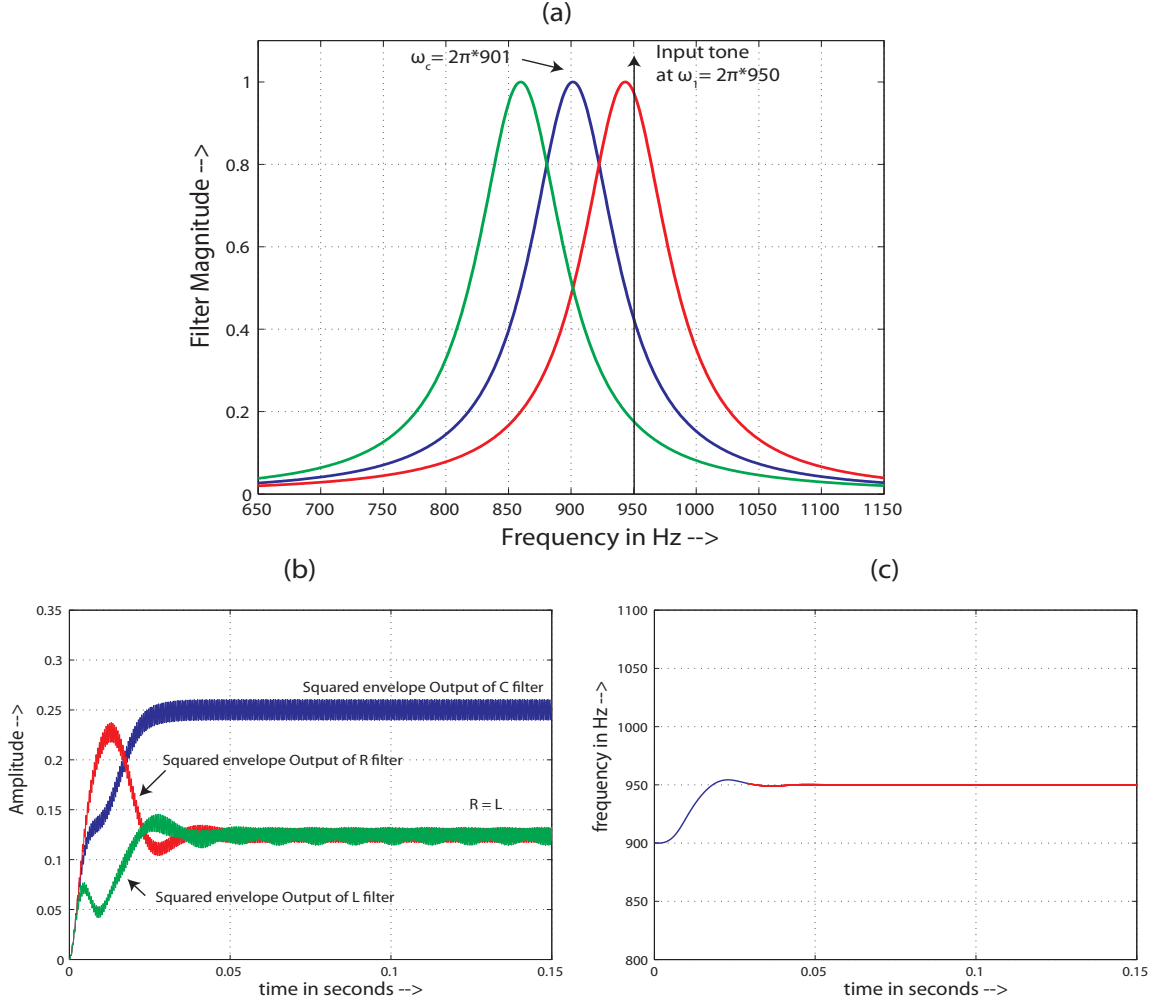 (a)
ω_c = 2π*901
Input tone
at ω_1 = 2π*950
Filter Magnitude -->
1
0.8
0.6
0.4
0.2
0
650 700 750 800 850 900 950 1000 1050 1100 1150
Frequency in Hz -->
(b)
Amplitude -->
0.35
0.3
0.25
0.2
0.15
0.1
0.05
0
Squared envelope Output of C filter
Squared envelope Output of R filter
R = L
Squared envelope Output of L filter
0 0.05 0.1 0.15
time in seconds -->
(c)
frequency in Hz -->
1100
1050
1000
950
900
850
800
0 0.05 0.1 0.15
time in seconds -->